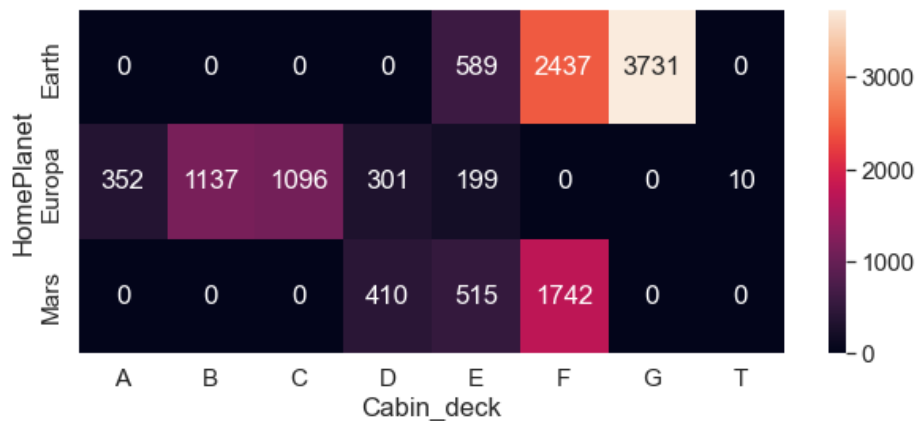 HomePlanet
Earth
0 0 0 0 589 2437 3731 0
Europa
352 1137 1096 301 199 0 0 10
Mars
0 0 0 410 515 1742 0 0
A B C D E F G T
Cabin_deck
3000
2000
1000
0